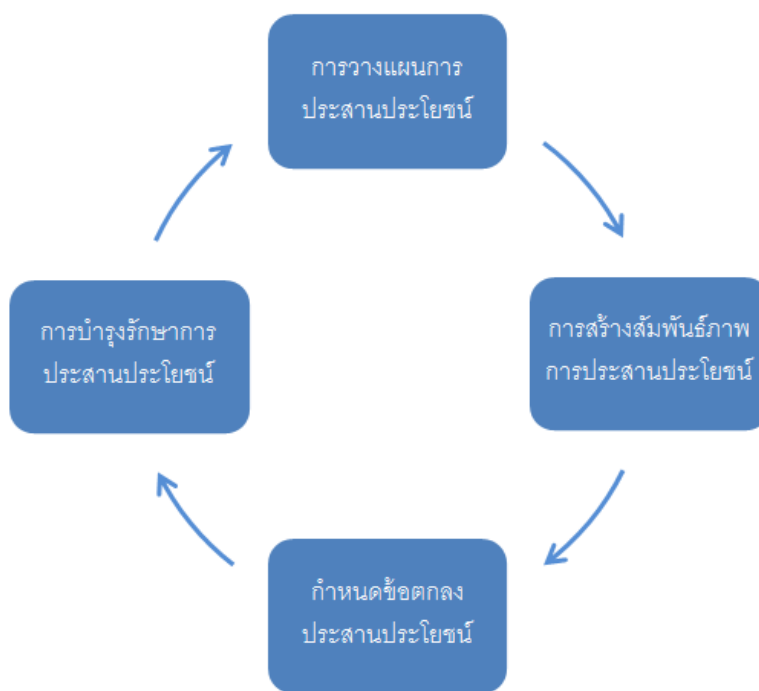 การวางแผนการ
ประสานประโยชน์
การสร้างสัมพันธ์ภาพ
การประสานประโยชน์
กำหนดข้อตกลง
ประสานประโยชน์
การบำรุงรักษาการ
ประสานประโยชน์